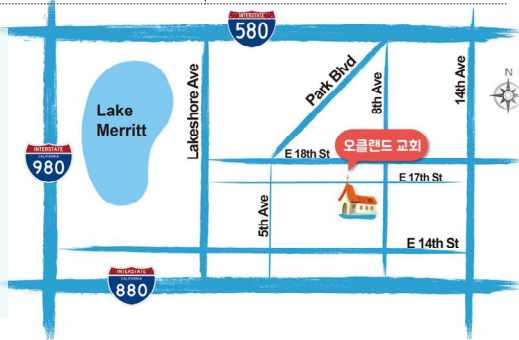 INTERSTATE
580
Park Blvd
8th Ave
14th Ave
N
Lake
Merritt
Lakeshore Ave
오클랜드 교회
INTERSTATE
CALIFORNIA
980
E 18th St
E 17th St
5th Ave
E 14th St
INTERSTATE
CALIFORNIA
880